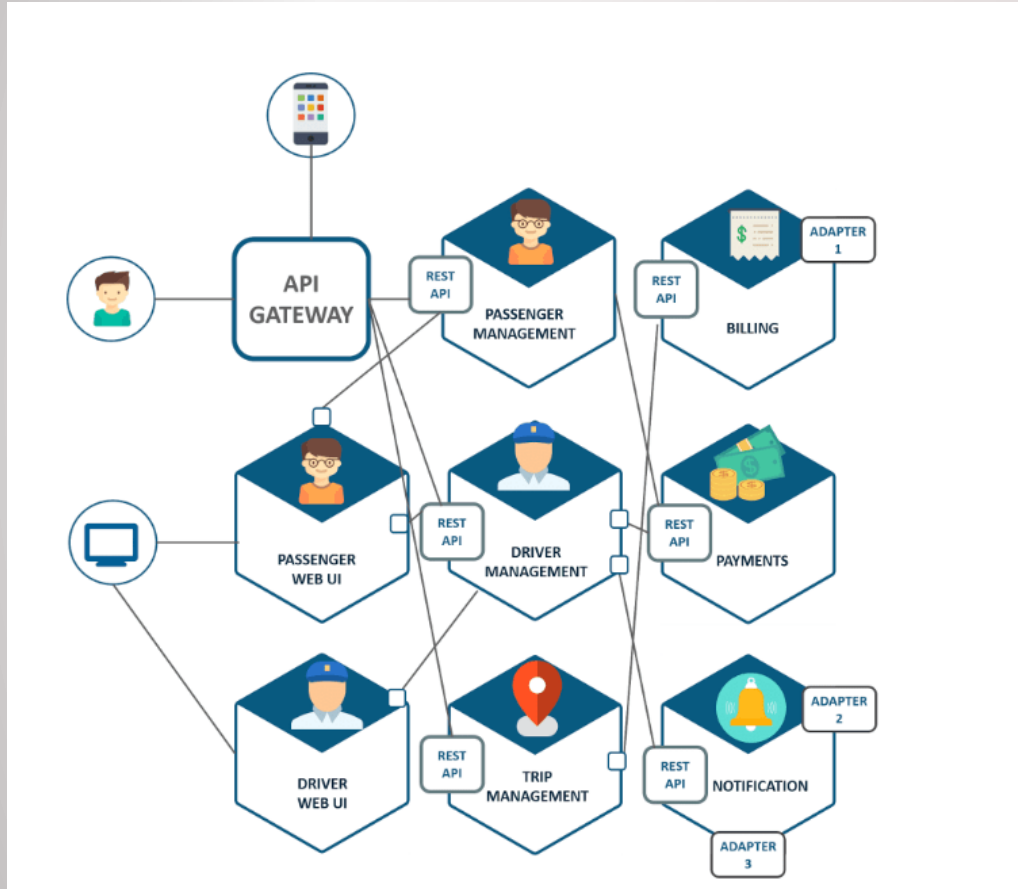 API
GATEWAY
REST
API
PASSENGER
MANAGEMENT
REST
API
BILLING
ADAPTER
1
PASSENGER
WEB UI
REST
API
DRIVER
MANAGEMENT
REST
API
PAYMENTS
DRIVER
WEB UI
REST
API
TRIP
MANAGEMENT
REST
API
NOTIFICATION
ADAPTER
2
ADAPTER
3